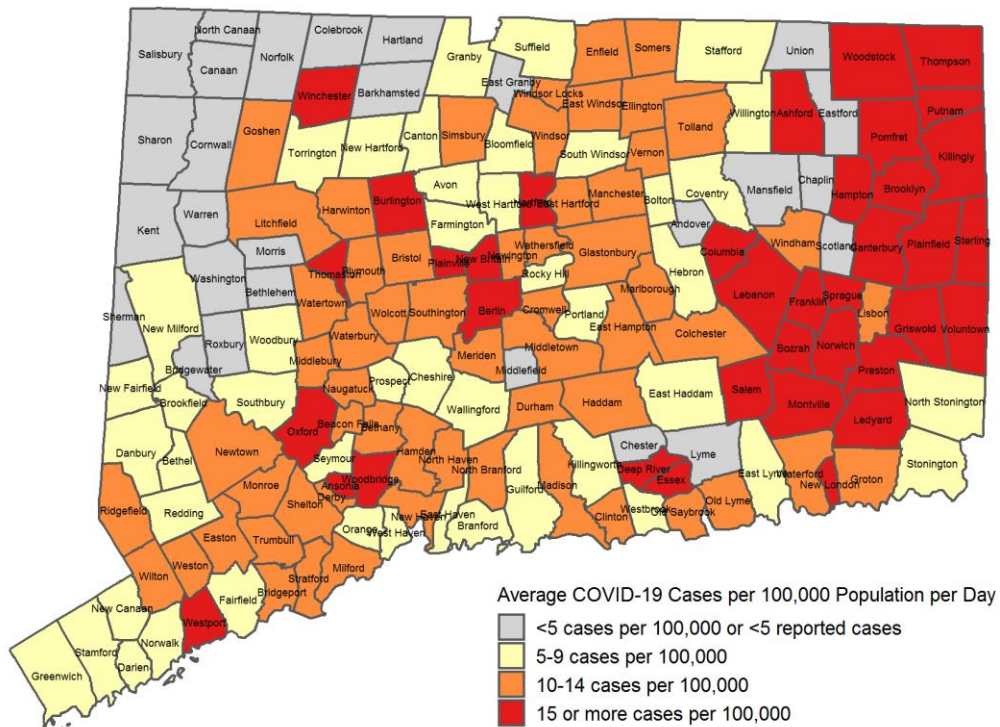 North Canaan
Colebrook
Hartland
Salisbury
Canaan
Norfolk
Granby
Suffield
Enfield
Somers
Stafford
Union
Woodstock
Thompson
Winchester
Barkhamsted
East Granby
Windsor Locks
East Windsor
Ellington
Willington
Ashford
Eastford
Putnam
Pomfret
Sharon
Cornwall
Goshen
Torrington
New Hartford
Canton
Simsbury
Bloomfield
Windsor
South Windsor
Vernon
Tolland
Killingly
Kent
Warren
Litchfield
Harwinton
Burlington
Avon
West Hartford
Hartford
East Hartford
Manchester
Bolton
Coventry
Mansfield
Chaplin
Hampton
Brooklyn
Farmington
Andover
Morris
Washington
Bethlehem
Thomaston
Plymouth
Bristol
Plainville
New Britain
Newington
Wethersfield
Glastonbury
Rocky Hill
Hebron
Columbia
Windham
Scotland
Canterbury
Plainfield
Sterling
Watertown
Wolcott
Southington
Berlin
Cromwell
Portland
Marlborough
East Hampton
Colchester
Lebanon
Franklin
Sprague
Lisbon
Griswold
Voluntown
Sherman
New Milford
Roxbury
Woodbury
Waterbury
Middlebury
Meriden
Middletown
Middlefield
Bozrah
Norwich
Preston
Bridgewater
New Fairfield
Brookfield
Southbury
Naugatuck
Prospect
Cheshire
Wallingford
Durham
Haddam
East Haddam
Salem
Montville
Ledyard
North Stonington
Danbury
Bethel
Newtown
Oxford
Beacon Falls
Bethany
Seymour
Hamden
North Haven
North Branford
Guilford
Madison
Killingworth
Chester
Deep River
Essex
Lyme
East Lyme
Waterford
New London
Groton
Stonington
Ridgefield
Redding
Monroe
Shelton
Ansonia
Derby
Woodbridge
Orange
West Haven
New Haven
East Haven
Branford
Clinton
Westbrook
Old Saybrook
Old Lyme
Wilton
Weston
Easton
Trumbull
Stratford
Bridgeport
Milford
New Canaan
Norwalk
Westport
Fairfield
Greenwich
Stamford
Darien
Average COVID-19 Cases per 100,000 Population per Day
<5 cases per 100,000 or <5 reported cases
5-9 cases per 100,000
10-14 cases per 100,000
15 or more cases per 100,000